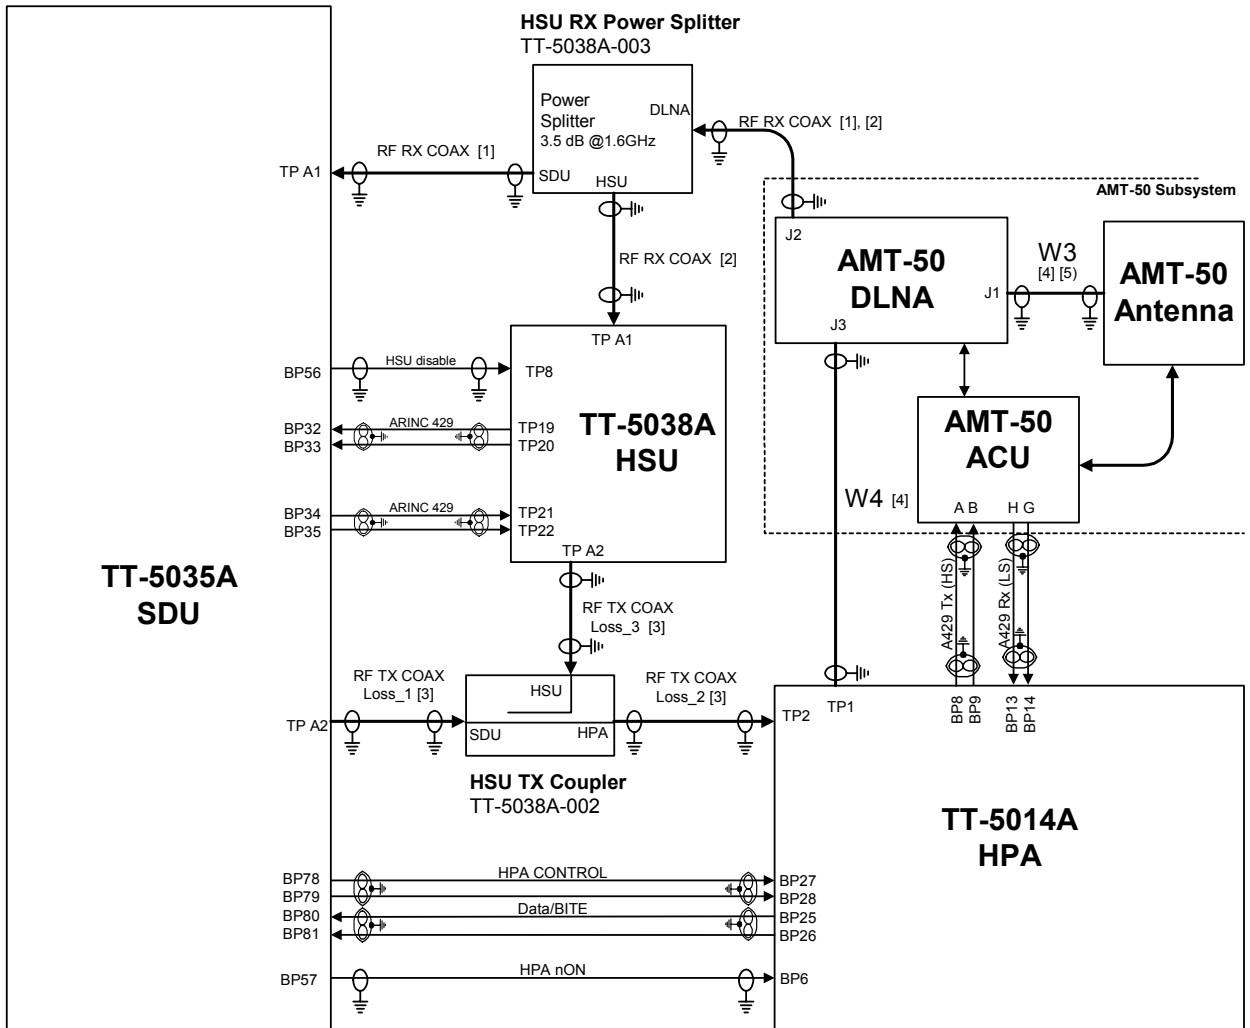 HSU RX Power Splitter
TT-5038A-003
Power
Splitter
3.5 dB @1.6GHz
DLNA
SDU
HSU
RF RX COAX [1], [2]
RF RX COAX [1]
TP A1
AMT-50 Subsystem
J2
AMT-50
DLNA
J1
J3
W3
[4] [5)
AMT-50
Antenna
RF RX COAX [2]
TP A1
BP56
HSU disable
TP8
BP32
ARINC 429
TP19
BP33
TP20
TT-5038A
HSU
BP34
ARINC 429
TP21
BP35
TP22
TP A2
AMT-50
ACU
A B H G
W4 [4]
A429 Tx (HS)
A429 Rx (LS)
TT-5035A
SDU
RF TX COAX
Loss_3 [3]
RF TX COAX
Loss_1 [3]
RF TX COAX
Loss_2 [3]
HSU
SDU
HPA
TP A2
TP2
TP1
BP8
BP9
BP13
BP14
HSU TX Coupler
TT-5038A-002
TT-5014A
HPA
BP78
HPA CONTROL
BP27
BP79
BP28
BP80
Data/BITE
BP25
BP81
BP26
BP57
HPA nON
BP6